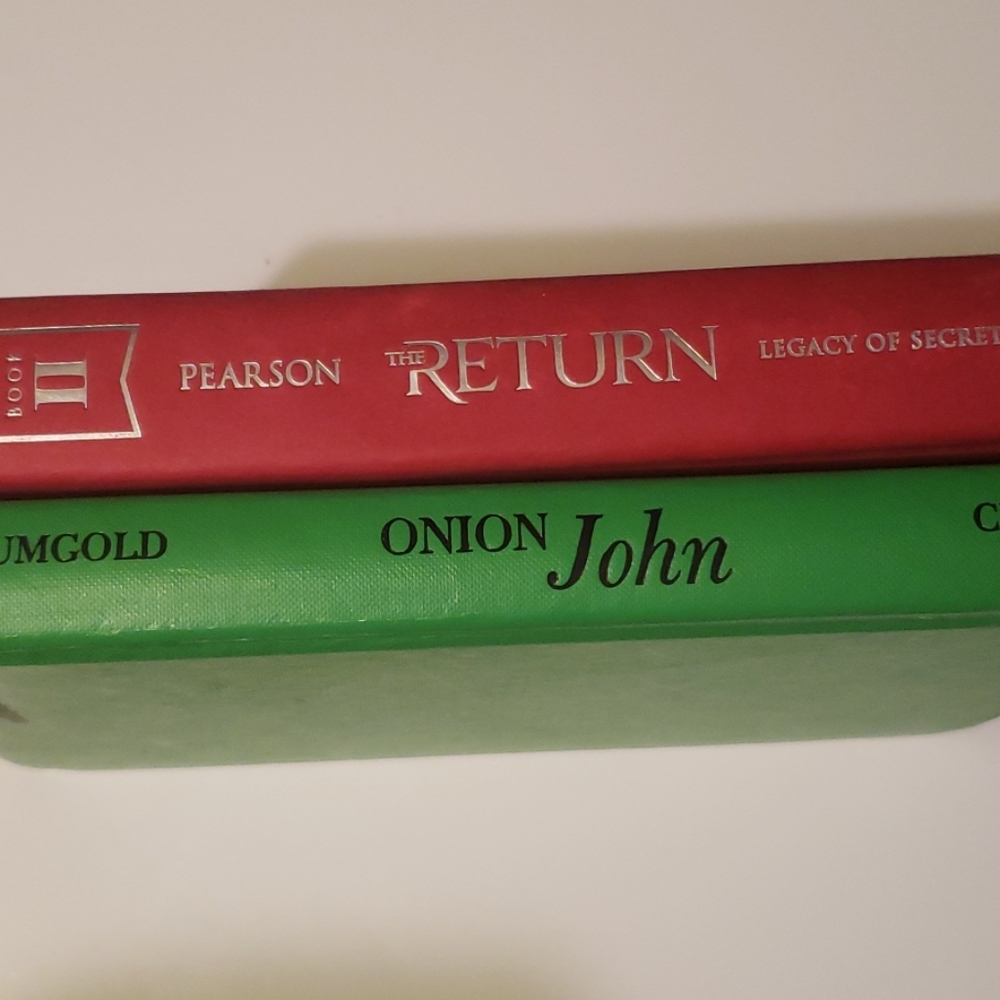 BOOK II PEARSON THE RETURN LEGACY OF SECRET
UMGOLD ONION John C